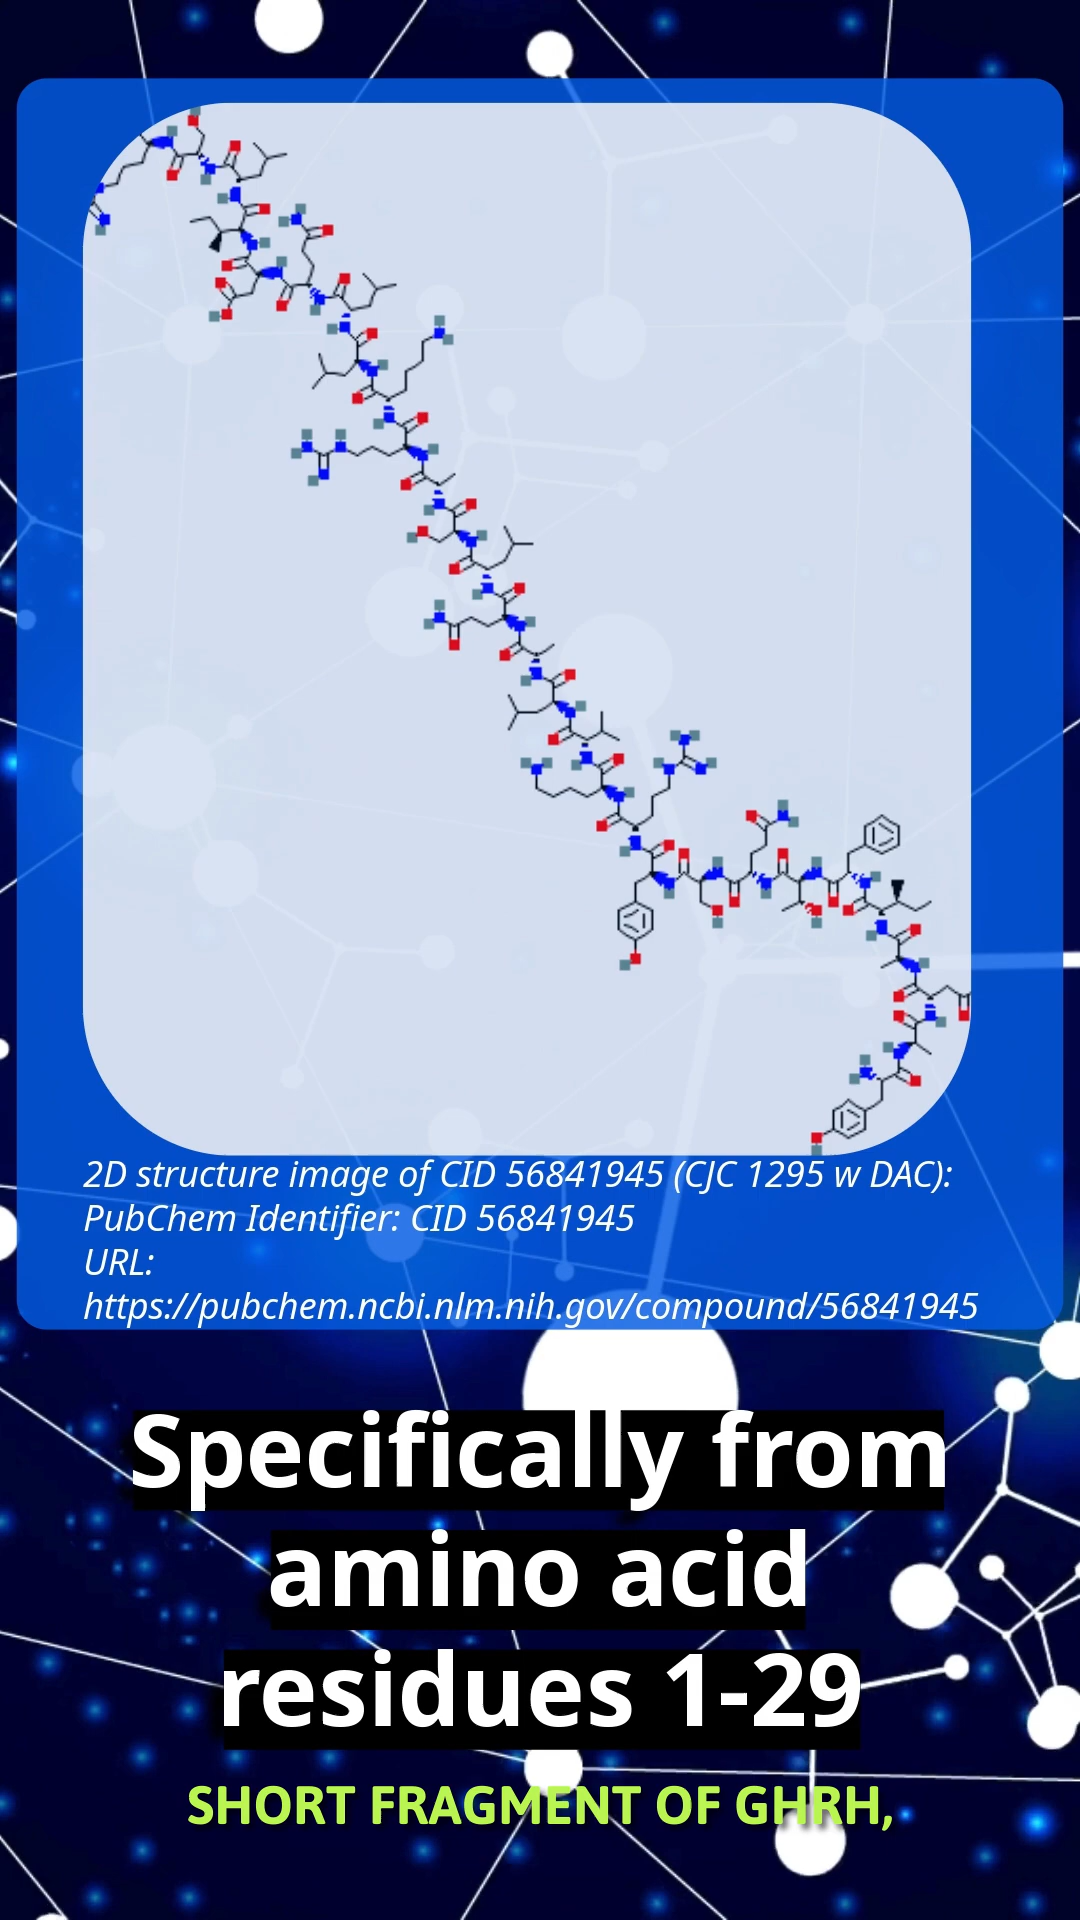 2D structure image of CID 56841945 (CJC 1295 w DAC):
PubChem Identifier: CID 56841945
URL:
https://pubchem.ncbi.nlm.nih.gov/compound/56841945
Specifically from
amino acid
residues 1-29
SHORT FRAGMENT OF GHRH,